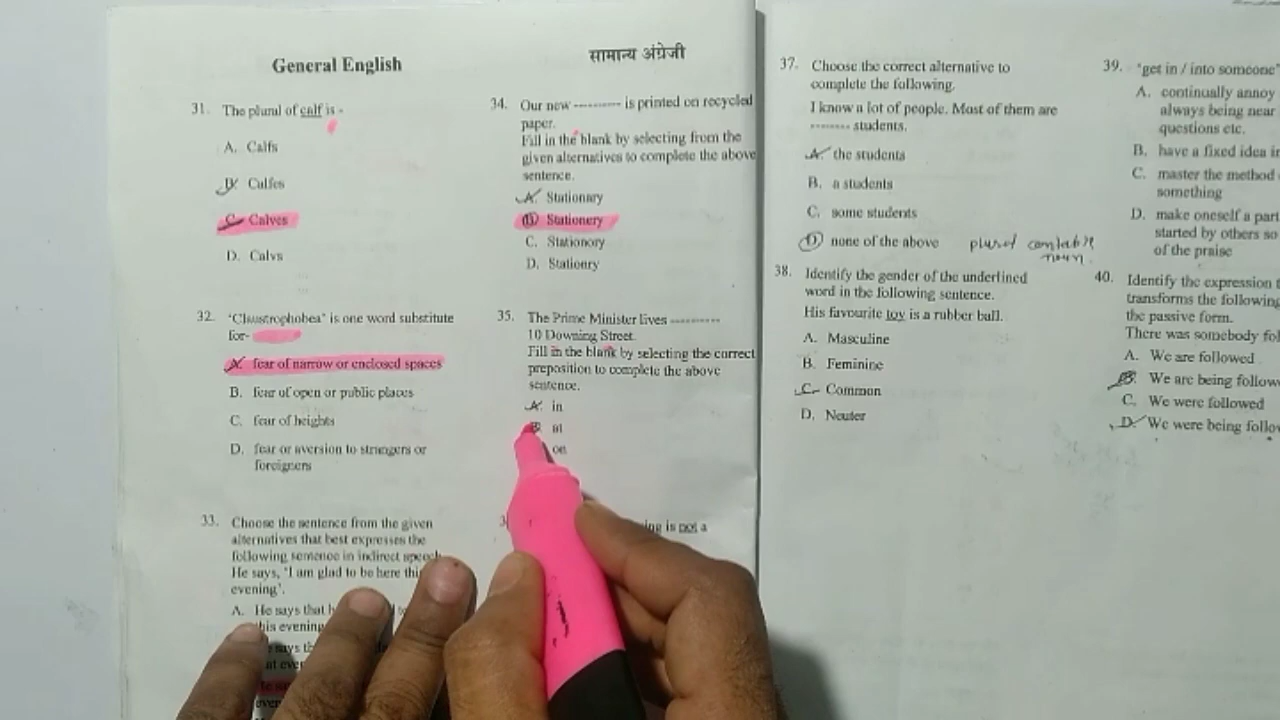 General English
सामान्य अंग्रेजी
31. The plural of calf is -
A. Calfs
B. Calfes
C. Calves
D. Calvs
32. 'Claustrophobea' is one word substitute
for-
A. fear of narrow or enclosed spaces
B. fear of open or public places
C. fear of heights
D. fear or aversion to strangers or
foreigners
33. Choose the sentence from the given
alternatives that best expresses the
following sentence in indirect speech
He says, 'I am glad to be here this
evening'.
A. He says that h
this evening
says th
at eve
34. Our new --------- is printed on recycled
paper.
Fill in the blank by selecting from the
given alternatives to complete the above
sentence.
A. Stationary
B. Stationery
C. Stationory
D. Stationry
35. The Prime Minister lives ----------
10 Downing Street.
Fill in the blank by selecting the correct
preposition to complete the above
sentence.
A. in
B. at
on
3
ing is not a
37. Choose the correct alternative to
complete the following.
I know a lot of people. Most of them are
-------- students.
A. the students
B. a students
C. some students
D. none of the above
noun.
38. Identify the gender of the underlined
word in the following sentence.
His favourite toy is a rubber ball.
A. Masculine
B. Feminine
C. Common
D. Neuter
39. 'get in / into someone'
A. continually annoy
always being near
questions etc.
B. have a fixed idea in
C. master the method
something
D. make oneself a part
started by others so
of the praise
40. Identify the expression t
transforms the following
the passive form.
There was somebody fol
A. We are followed
B. We are being follow
C. We were followed
D. We were being follo